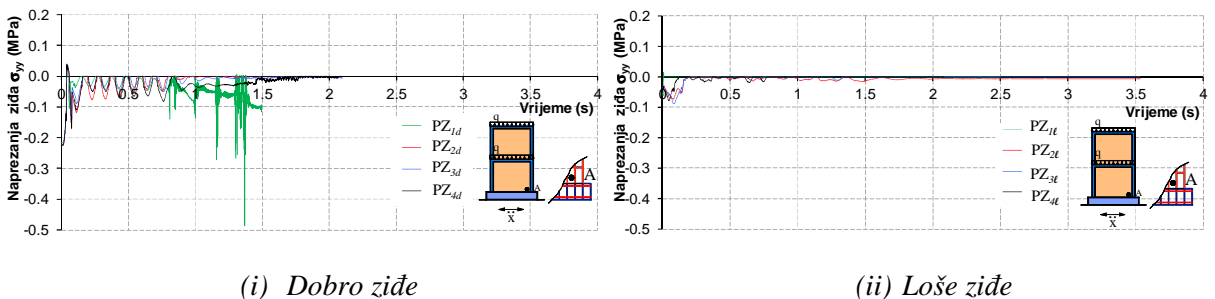 Naprezanja ziđa σyy (MPa)
0.2
0.1
0.0
-0.1
-0.2
-0.3
-0.4
-0.5
0 0.5 1 1.5 2 2.5 3 3.5 4
Vrijeme (s)
PZ1d
PZ2d
PZ3d
PZ4d
q
q
A
ẍ
A
(i) Dobro ziđe
Naprezanja ziđa σyy (MPa)
0.2
0.1
0.0
-0.1
-0.2
-0.3
-0.4
-0.5
0 0.5 1 1.5 2 2.5 3 3.5 4
Vrijeme (s)
PZ1ℓ
PZ2ℓ
PZ3ℓ
PZ4ℓ
q
q
A
ẍ
A
(ii) Loše ziđe